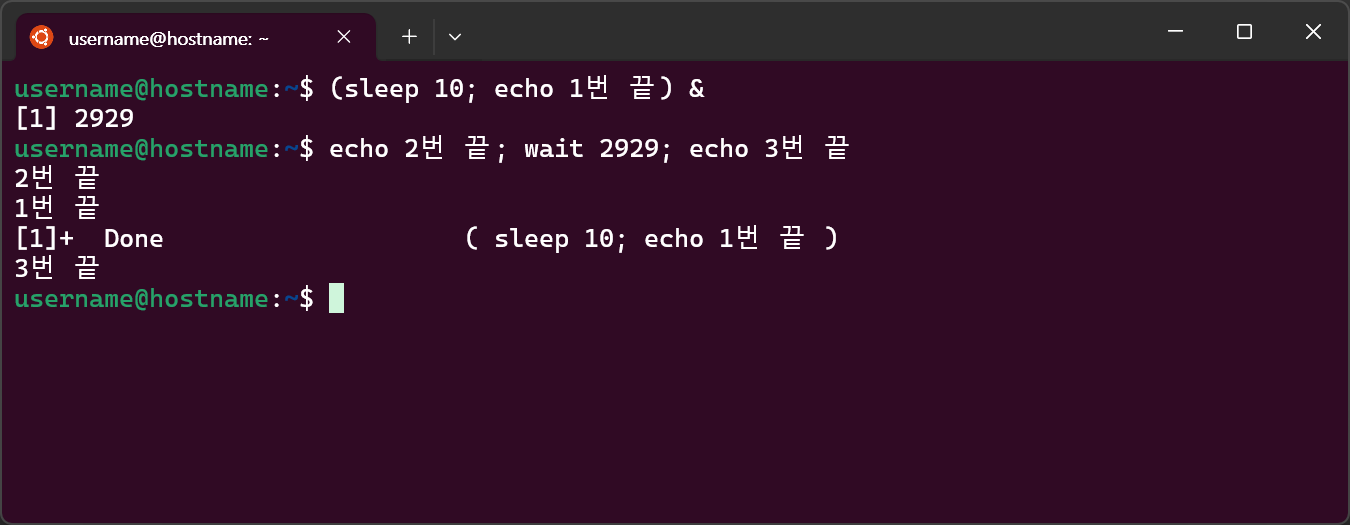 username@hostname: ~
username@hostname:~$ (sleep 10; echo 1번 끝) &
[1] 2929
username@hostname:~$ echo 2번 끝; wait 2929; echo 3번 끝
2번 끝
1번 끝
[1]+  Done                    ( sleep 10; echo 1번 끝 )
3번 끝
username@hostname:~$